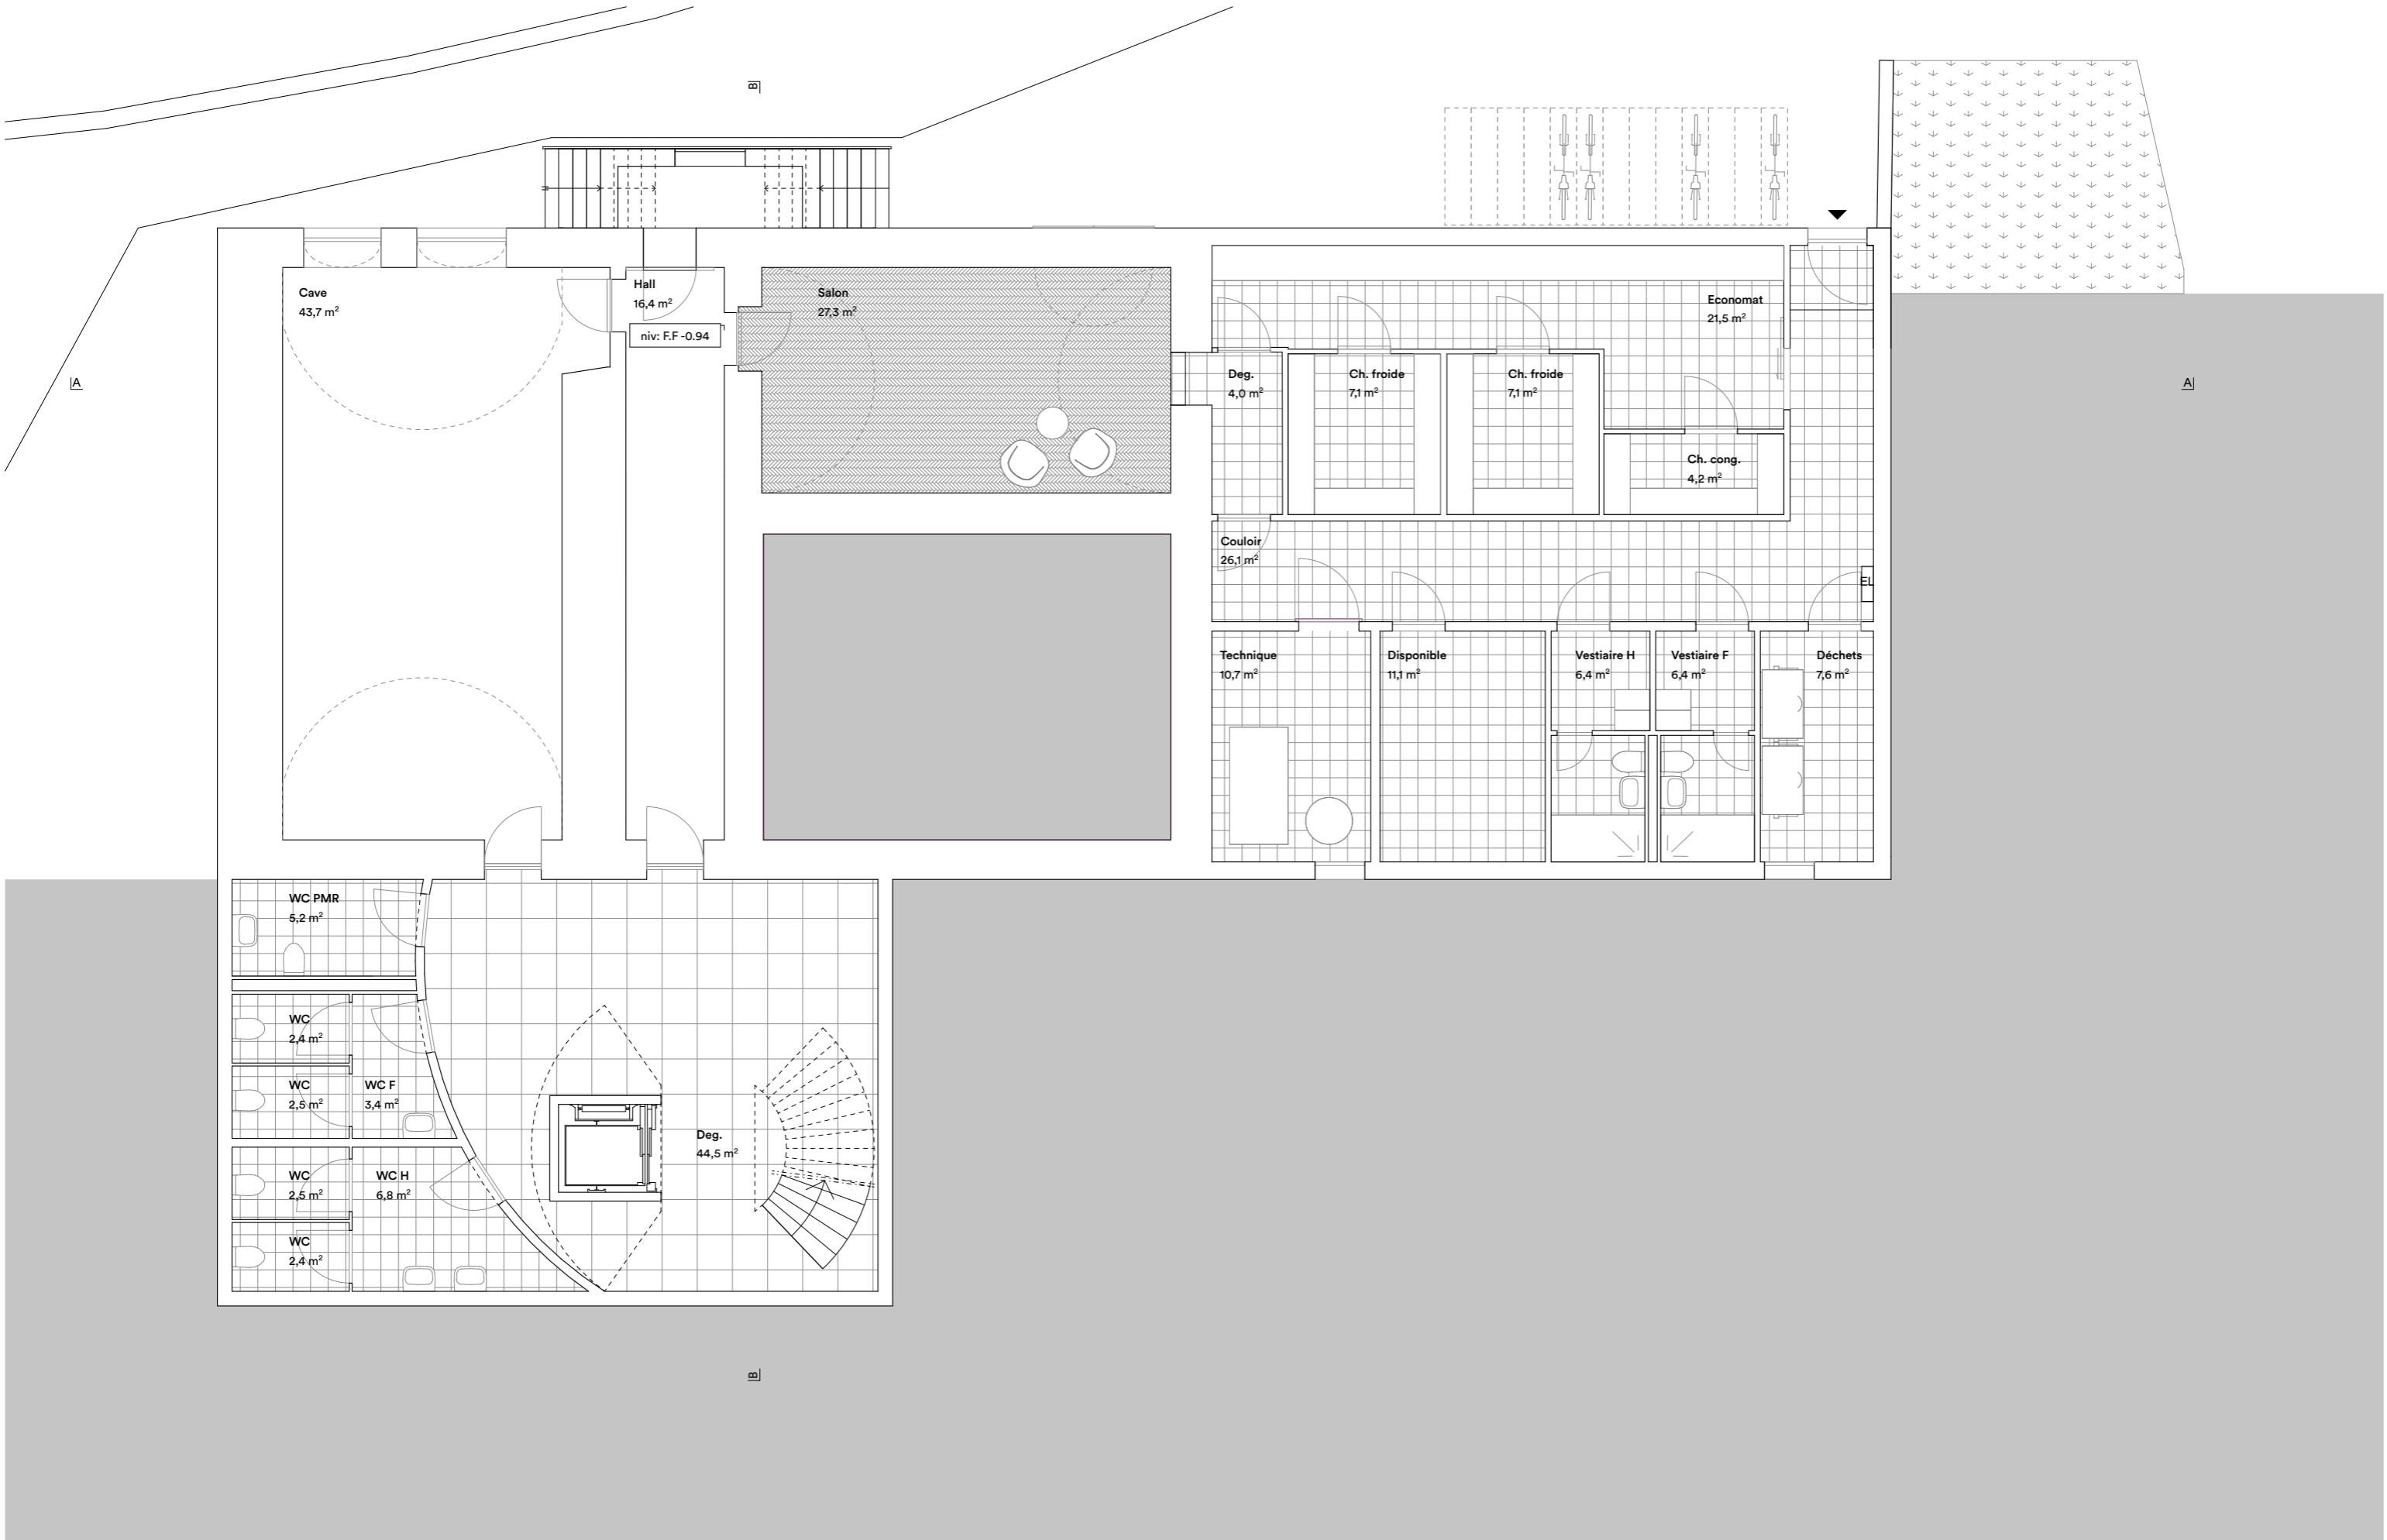 B
Cave
43,7 m²
Hall
16,4 m²
niv: F.F -0.94
Salon
27,3 m²
Economat
21,5 m²
A
A
Deg.
4,0 m²
Ch. froide
7,1 m²
Ch. froide
7,1 m²
Ch. cong.
4,2 m²
Couloir
26,1 m²
EL
Technique
10,7 m²
Disponible
11,1 m²
Vestiaire H
6,4 m²
Vestiaire F
6,4 m²
Déchets
7,6 m²
WC PMR
5,2 m²
WC
2,4 m²
WC
2,5 m²
WC F
3,4 m²
Deg.
44,5 m²
WC
2,5 m²
WC H
6,8 m²
WC
2,4 m²
B